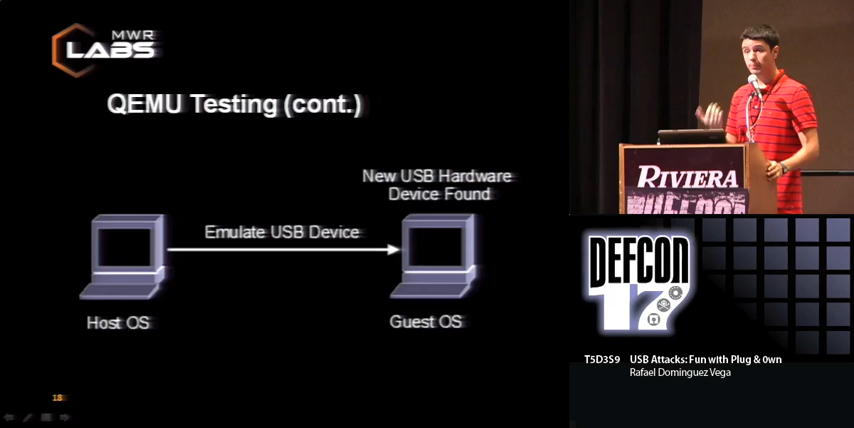 MWR
LABS
QEMU Testing (cont.)
New USB Hardware
Device Found
Emulate USB Device
Host OS
Guest OS
18
RIVIERA
DEFCON
17
T5D3S9 USB Attacks: Fun with Plug & 0wn
Rafael Dominguez Vega